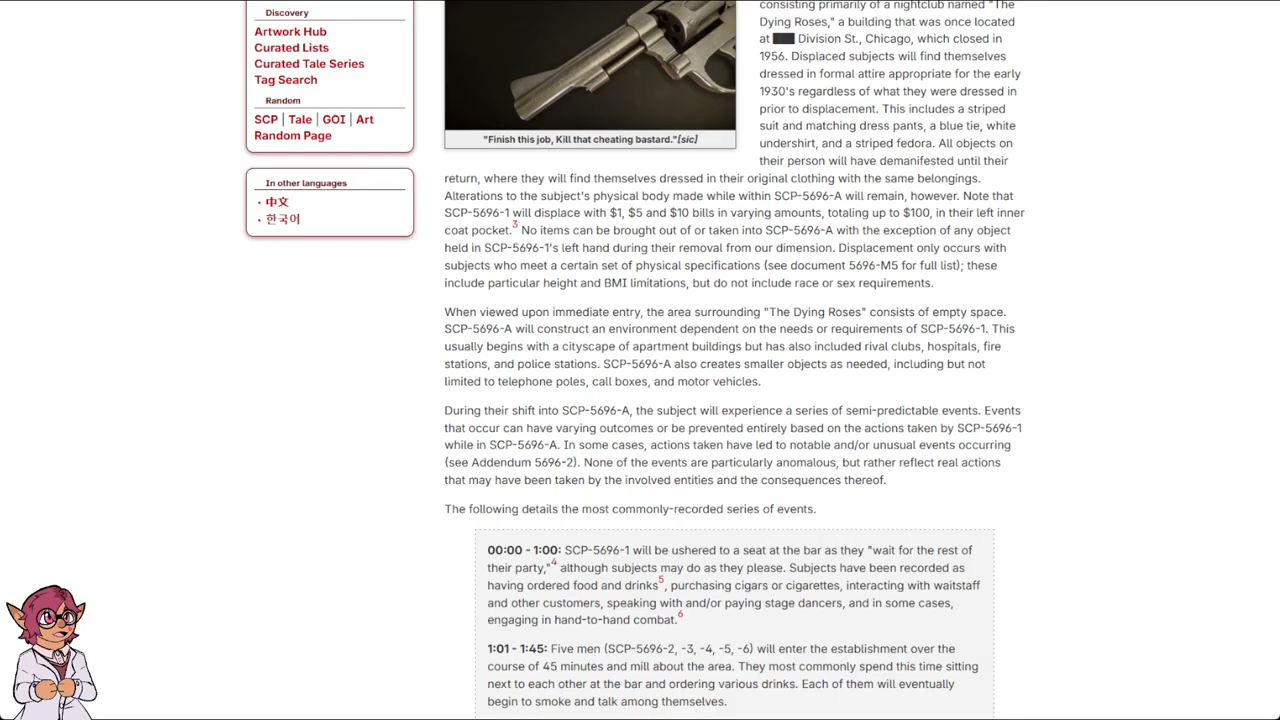 Discovery
Artwork Hub
Curated Lists
Curated Tale Series
Tag Search
Random
SCP | Tale | GOI | Art
Random Page
In other languages
中文
한국어
"Finish this job, Kill that cheating bastard."[sic]
consisting primarily of a nightclub named "The
Dying Roses," a building that was once located
at ███ Division St., Chicago, which closed in
1956. Displaced subjects will find themselves
dressed in formal attire appropriate for the early
1930's regardless of what they were dressed in
prior to displacement. This includes a striped
suit and matching dress pants, a blue tie, white
undershirt, and a striped fedora. All objects on
their person will have demanifested until their
return, where they will find themselves dressed in their original clothing with the same belongings.
Alterations to the subject's physical body made while within SCP-5696-A will remain, however. Note that
SCP-5696-1 will displace with $1, $5 and $10 bills in varying amounts, totaling up to $100, in their left inner
coat pocket.3 No items can be brought out of or taken into SCP-5696-A with the exception of any object
held in SCP-5696-1's left hand during their removal from our dimension. Displacement only occurs with
subjects who meet a certain set of physical specifications (see document 5696-M5 for full list); these
include particular height and BMI limitations, but do not include race or sex requirements.
When viewed upon immediate entry, the area surrounding "The Dying Roses" consists of empty space.
SCP-5696-A will construct an environment dependent on the needs or requirements of SCP-5696-1. This
usually begins with a cityscape of apartment buildings but has also included rival clubs, hospitals, fire
stations, and police stations. SCP-5696-A also creates smaller objects as needed, including but not
limited to telephone poles, call boxes, and motor vehicles.
During their shift into SCP-5696-A, the subject will experience a series of semi-predictable events. Events
that occur can have varying outcomes or be prevented entirely based on the actions taken by SCP-5696-1
while in SCP-5696-A. In some cases, actions taken have led to notable and/or unusual events occurring
(see Addendum 5696-2). None of the events are particularly anomalous, but rather reflect real actions
that may have been taken by the involved entities and the consequences thereof.
The following details the most commonly-recorded series of events.
00:00 - 1:00: SCP-5696-1 will be ushered to a seat at the bar as they "wait for the rest of
their party,"4 although subjects may do as they please. Subjects have been recorded as
having ordered food and drinks5, purchasing cigars or cigarettes, interacting with waitstaff
and other customers, speaking with and/or paying stage dancers, and in some cases,
engaging in hand-to-hand combat.6
1:01 - 1:45: Five men (SCP-5696-2, -3, -4, -5, -6) will enter the establishment over the
course of 45 minutes and mill about the area. They most commonly spend this time sitting
next to each other at the bar and ordering various drinks. Each of them will eventually
begin to smoke and talk among themselves.